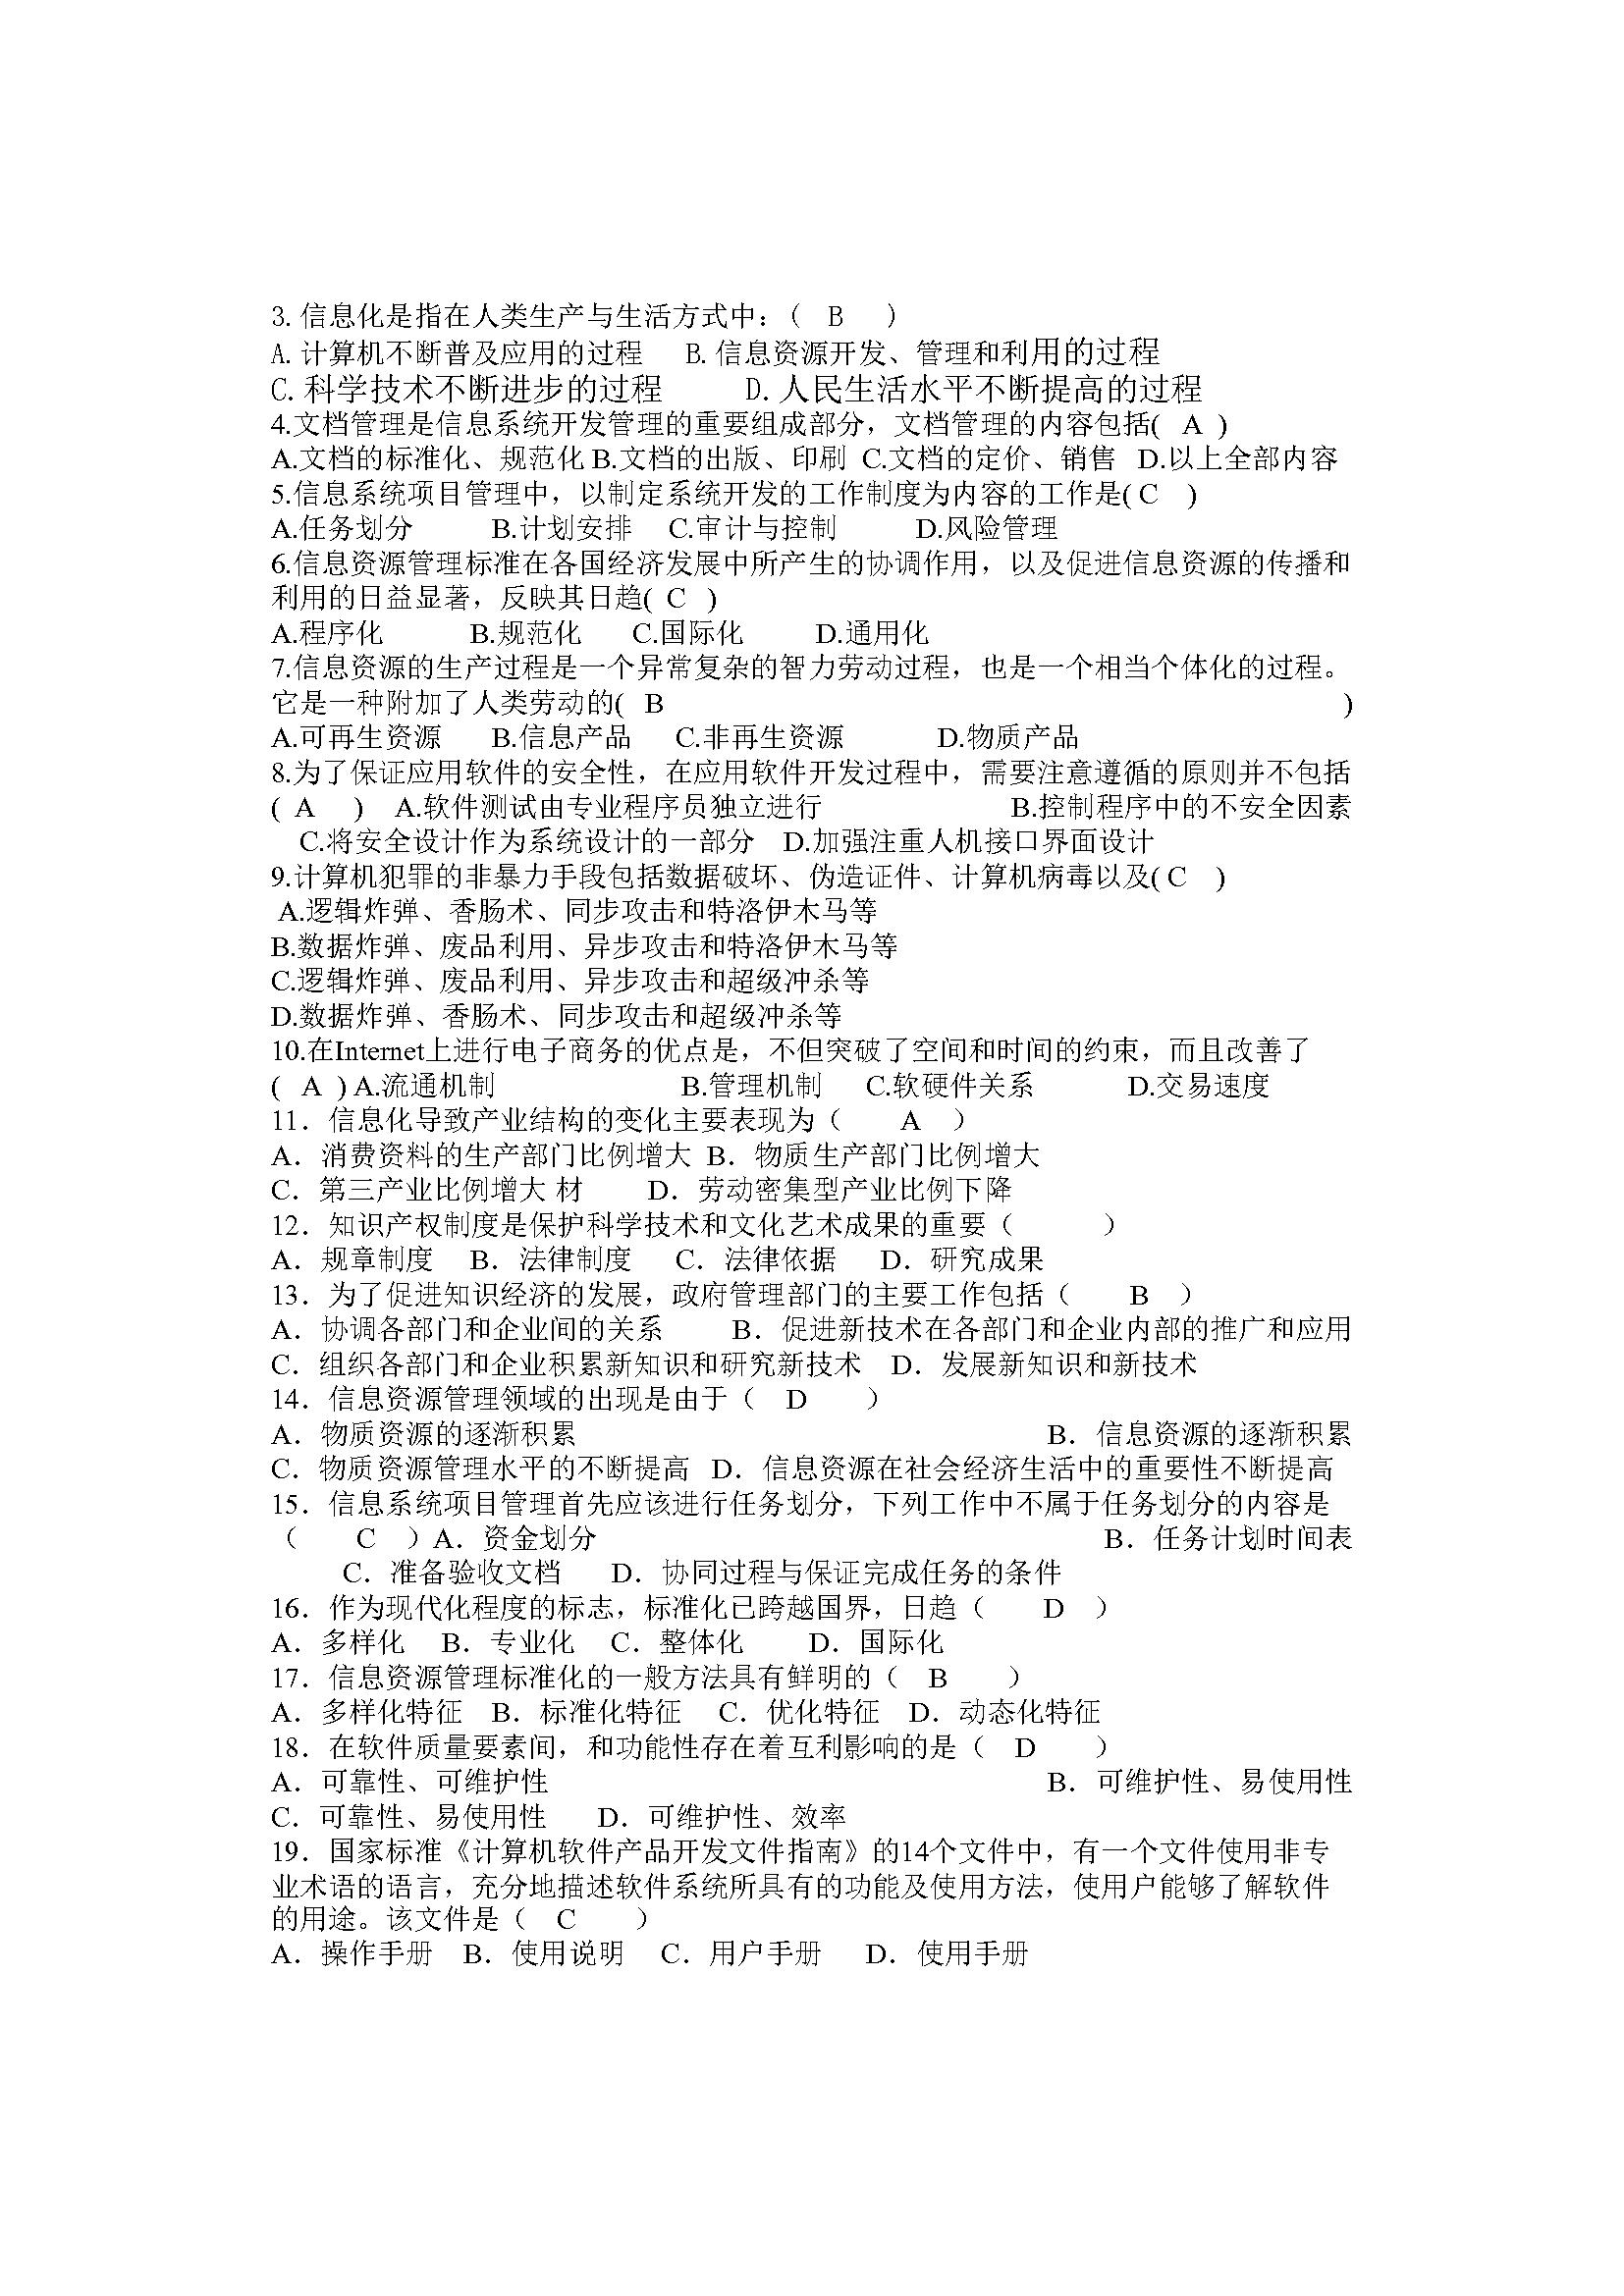 3. 信息化是指在人类生产与生活方式中：（ B ）
A. 计算机不断普及应用的过程 B. 信息资源开发、管理和利用的过程
C. 科学技术不断进步的过程 D. 人民生活水平不断提高的过程
4.文档管理是信息系统开发管理的重要组成部分，文档管理的内容包括( A )
A.文档的标准化、规范化 B.文档的出版、印刷 C.文档的定价、销售 D.以上全部内容
5.信息系统项目管理中，以制定系统开发的工作制度为内容的工作是( C )
A.任务划分 B.计划安排 C.审计与控制 D.风险管理
6.信息资源管理标准在各国经济发展中所产生的协调作用，以及促进信息资源的传播和
利用的日益显著，反映其日趋( C )
A.程序化 B.规范化 C.国际化 D.通用化
7.信息资源的生产过程是一个异常复杂的智力劳动过程，也是一个相当个体化的过程。
它是一种附加了人类劳动的( B )
A.可再生资源 B.信息产品 C.非再生资源 D.物质产品
8.为了保证应用软件的安全性，在应用软件开发过程中，需要注意遵循的原则并不包括
( A ) A.软件测试由专业程序员独立进行 B.控制程序中的不安全因素
C.将安全设计作为系统设计的一部分 D.加强注重人机接口界面设计
9.计算机犯罪的非暴力手段包括数据破坏、伪造证件、计算机病毒以及( C )
A.逻辑炸弹、香肠术、同步攻击和特洛伊木马等
B.数据炸弹、废品利用、异步攻击和特洛伊木马等
C.逻辑炸弹、废品利用、异步攻击和超级冲杀等
D.数据炸弹、香肠术、同步攻击和超级冲杀等
10.在Internet上进行电子商务的优点是，不但突破了空间和时间的约束，而且改善了
( A ) A.流通机制 B.管理机制 C.软硬件关系 D.交易速度
11．信息化导致产业结构的变化主要表现为（ A ）
A．消费资料的生产部门比例增大 B．物质生产部门比例增大
C．第三产业比例增大 材 D．劳动密集型产业比例下降
12．知识产权制度是保护科学技术和文化艺术成果的重要（ ）
A．规章制度 B．法律制度 C．法律依据 D．研究成果
13．为了促进知识经济的发展，政府管理部门的主要工作包括（ B ）
A．协调各部门和企业间的关系 B．促进新技术在各部门和企业内部的推广和应用
C．组织各部门和企业积累新知识和研究新技术 D．发展新知识和新技术
14．信息资源管理领域的出现是由于（ D ）
A．物质资源的逐渐积累 B．信息资源的逐渐积累
C．物质资源管理水平的不断提高 D．信息资源在社会经济生活中的重要性不断提高
15．信息系统项目管理首先应该进行任务划分，下列工作中不属于任务划分的内容是
（ C ）A．资金划分 B．任务计划时间表
C．准备验收文档 D．协同过程与保证完成任务的条件
16．作为现代化程度的标志，标准化已跨越国界，日趋（ D ）
A．多样化 B．专业化 C．整体化 D．国际化
17．信息资源管理标准化的一般方法具有鲜明的（ B ）
A．多样化特征 B．标准化特征 C．优化特征 D．动态化特征
18．在软件质量要素间，和功能性存在着互利影响的是（ D ）
A．可靠性、可维护性 B．可维护性、易使用性
C．可靠性、易使用性 D．可维护性、效率
19．国家标准《计算机软件产品开发文件指南》的14个文件中，有一个文件使用非专
业术语的语言，充分地描述软件系统所具有的功能及使用方法，使用户能够了解软件
的用途。该文件是（ C ）
A．操作手册 B．使用说明 C．用户手册 D．使用手册